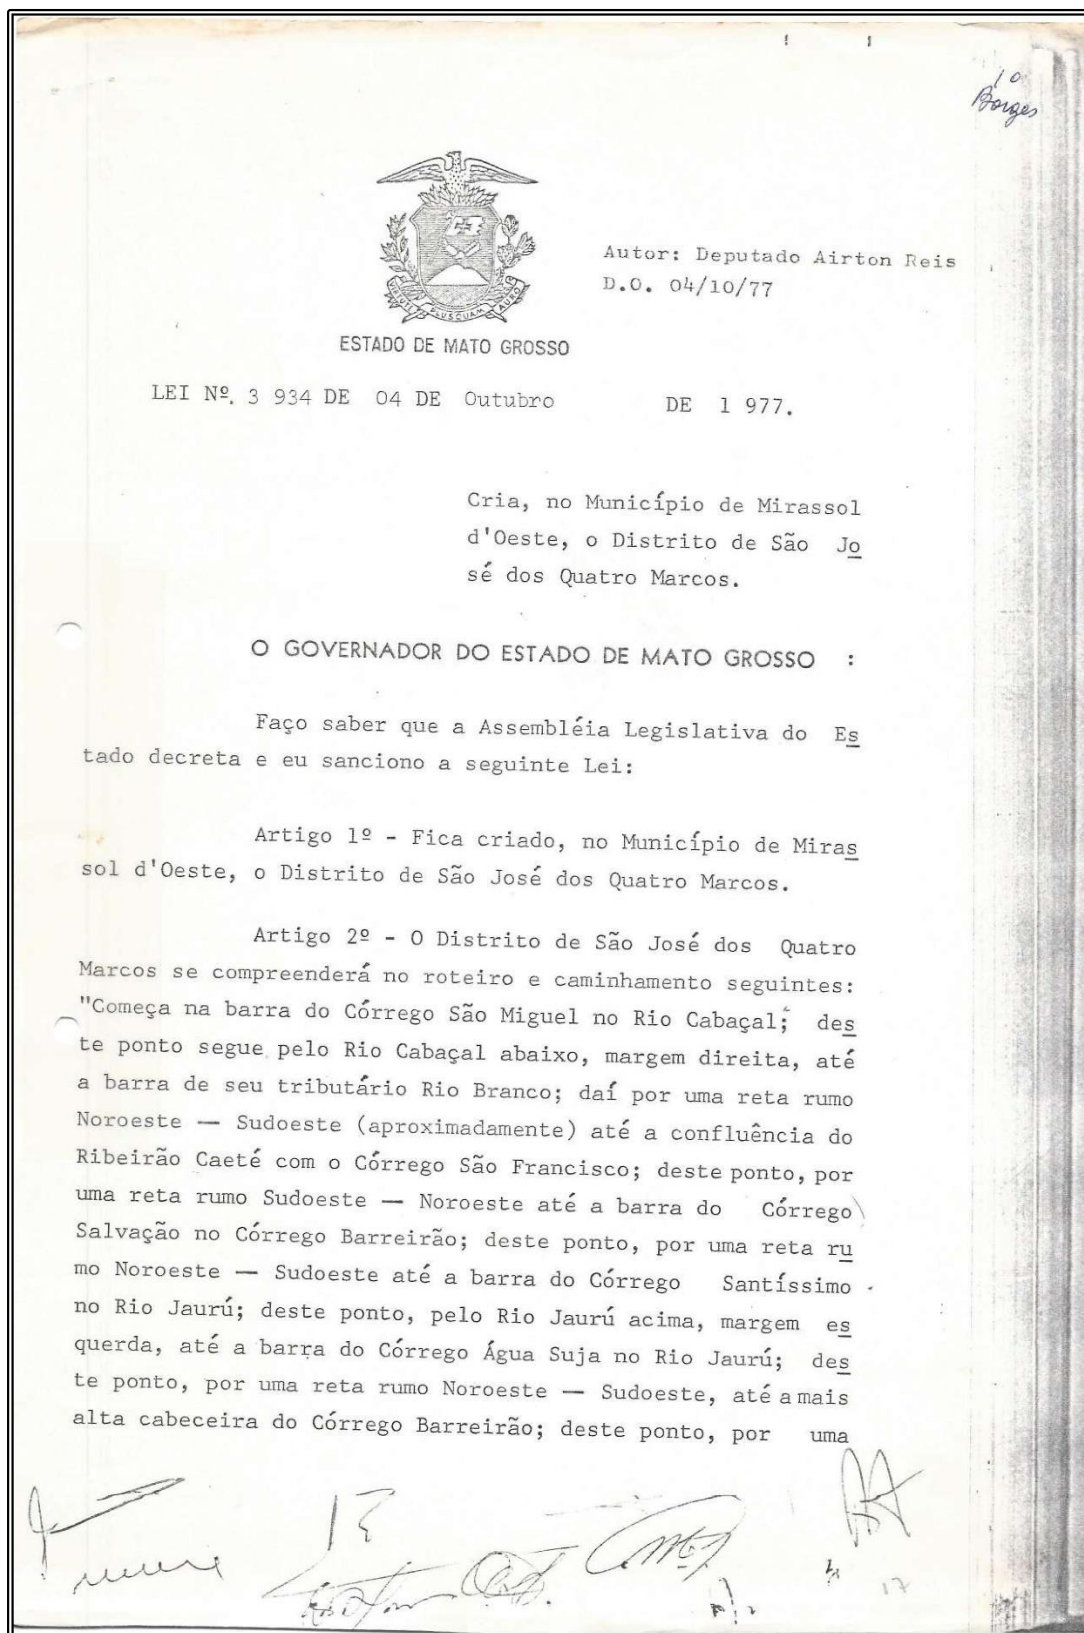 10
Borges
Autor: Deputado Airton Reis
D.O. 04/10/77
VIRTUTE PLUSQUAM AURO
ESTADO DE MATO GROSSO
LEI Nº. 3 934 DE 04 DE Outubro DE 1 977.
Cria, no Município de Mirassol
d'Oeste, o Distrito de São Jo
sé dos Quatro Marcos.
O GOVERNADOR DO ESTADO DE MATO GROSSO :
Faço saber que a Assembléia Legislativa do Es
tado decreta e eu sanciono a seguinte Lei:
Artigo 1º - Fica criado, no Município de Miras
sol d'Oeste, o Distrito de São José dos Quatro Marcos.
Artigo 2º - O Distrito de São José dos Quatro
Marcos se compreenderá no roteiro e caminhamento seguintes:
"Começa na barra do Córrego São Miguel no Rio Cabaçal; des
te ponto segue pelo Rio Cabaçal abaixo, margem direita, até
a barra de seu tributário Rio Branco; daí por uma reta rumo
Noroeste — Sudoeste (aproximadamente) até a confluência do
Ribeirão Caeté com o Córrego São Francisco; deste ponto, por
uma reta rumo Sudoeste — Noroeste até a barra do Córrego
Salvação no Córrego Barreirão; deste ponto, por uma reta ru
mo Noroeste — Sudoeste até a barra do Córrego Santíssimo
no Rio Jaurú; deste ponto, pelo Rio Jaurú acima, margem es
querda, até a barra do Córrego Água Suja no Rio Jaurú; des
te ponto, por uma reta rumo Noroeste — Sudoeste, até a mais
alta cabeceira do Córrego Barreirão; deste ponto, por uma
17